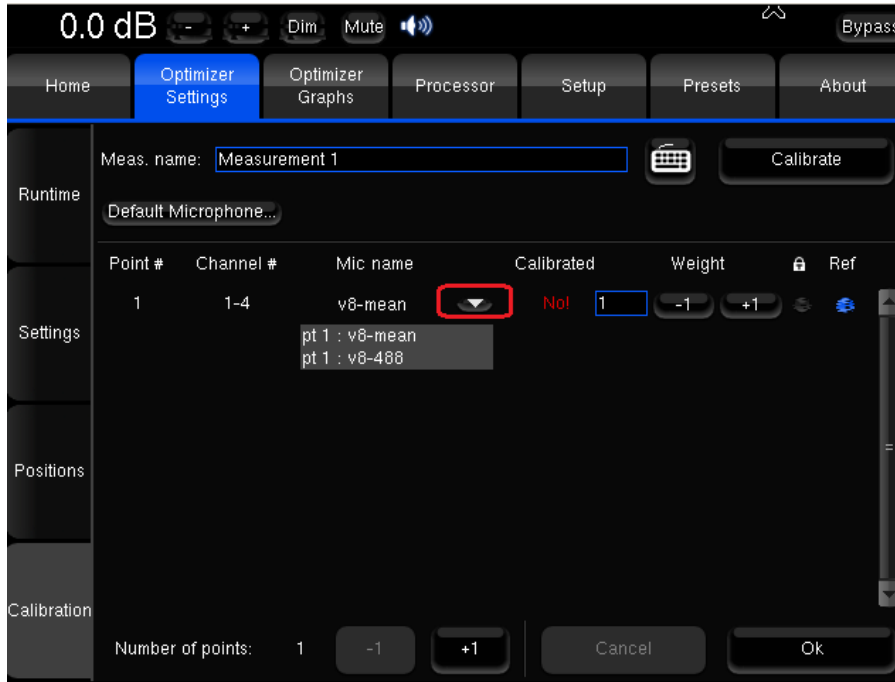 0.0 dB - + Dim Mute Bypass
Home Optimizer Settings Optimizer Graphs Processor Setup Presets About
Runtime
Settings
Positions
Calibration
Meas. name: Measurement 1 Calibrate
Default Microphone...
Point # Channel # Mic name Calibrated Weight Ref
1 1-4 v8-mean No! 1 -1 +1
pt 1 : v8-mean
pt 1 : v8-488
Number of points: 1 -1 +1 Cancel Ok